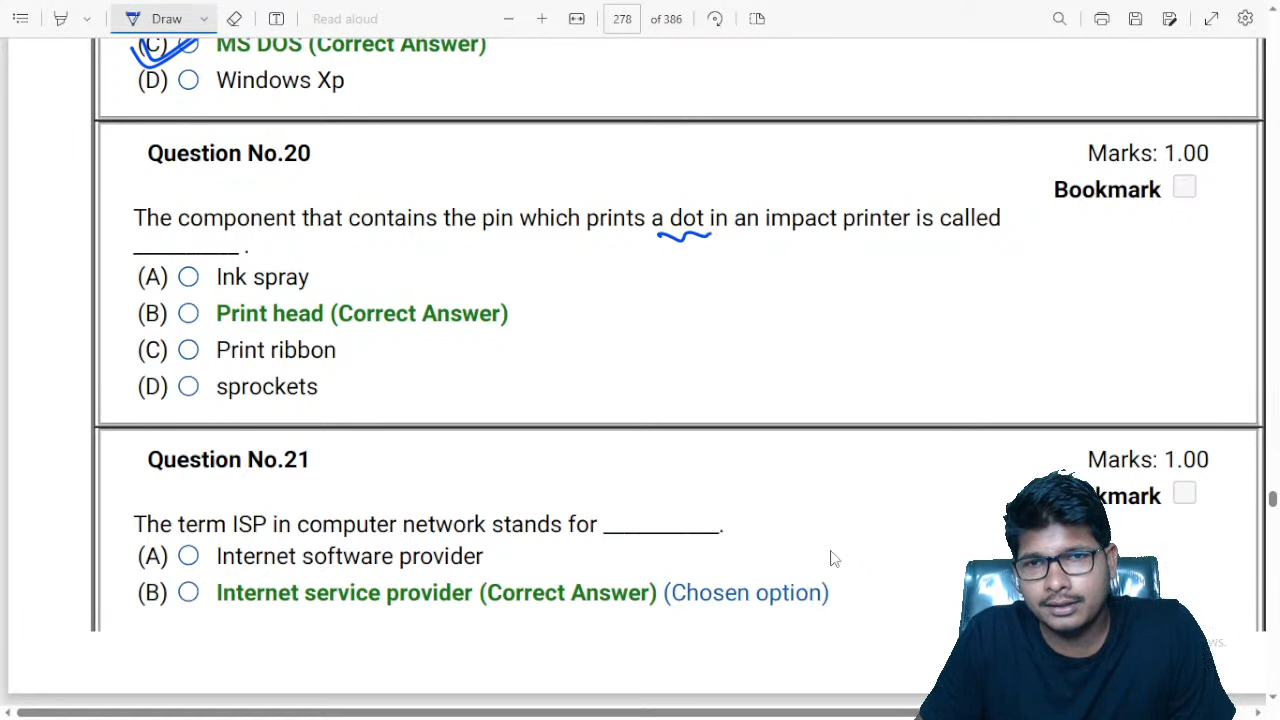 Draw
Read aloud
278 of 386
(C) MS DOS (Correct Answer)
(D) Windows Xp
Question No.20
Marks: 1.00
Bookmark
The component that contains the pin which prints a dot in an impact printer is called
_________ .
(A) Ink spray
(B) Print head (Correct Answer)
(C) Print ribbon
(D) sprockets
Question No.21
Marks: 1.00
kmark
The term ISP in computer network stands for __________.
(A) Internet software provider
(B) Internet service provider (Correct Answer) (Chosen option)
ws.